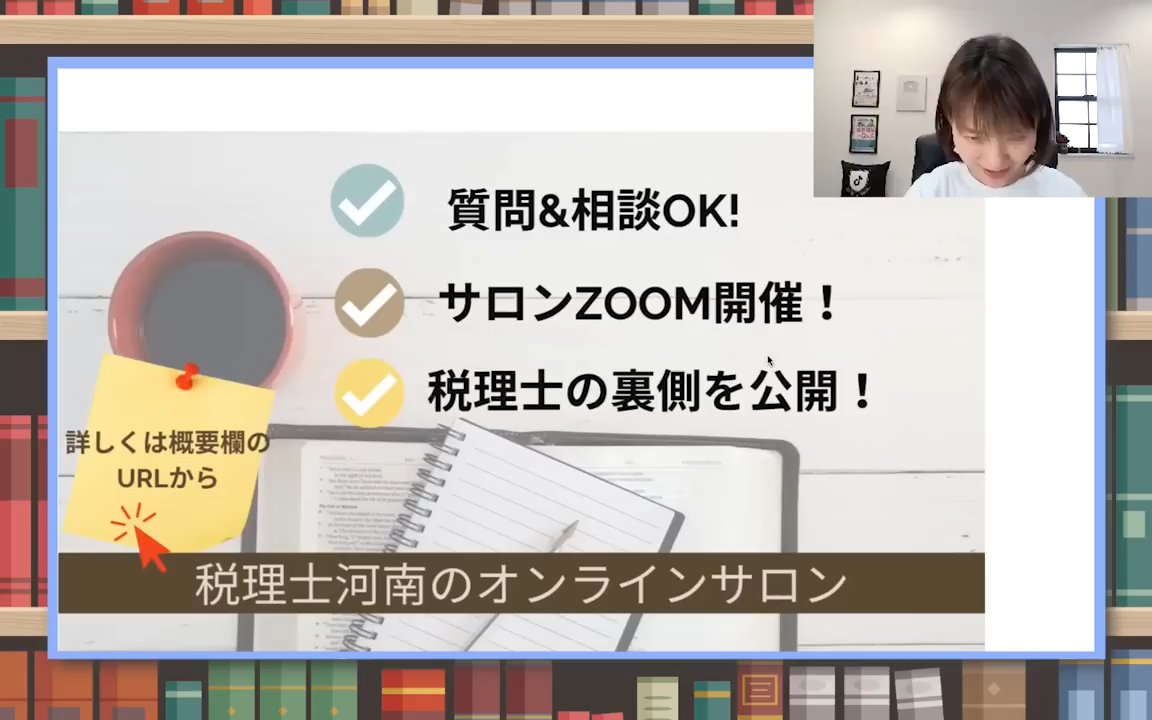 質問&相談OK!
サロンZOOM開催！
税理士の裏側を公開！
詳しくは概要欄の
URLから
税理士河南のオンラインサロン